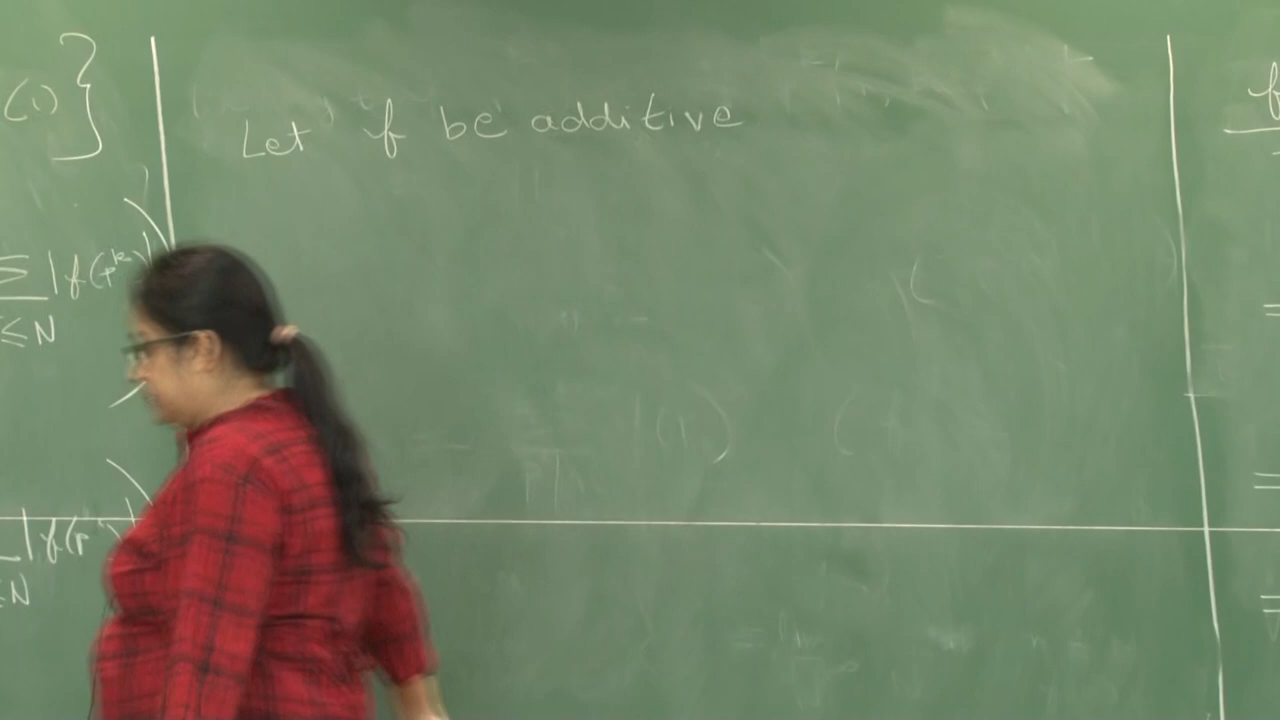 (1) }
∑ |f(p^k)
≤ N
|f(p
≤N
Let f be additive
f
=
=
=